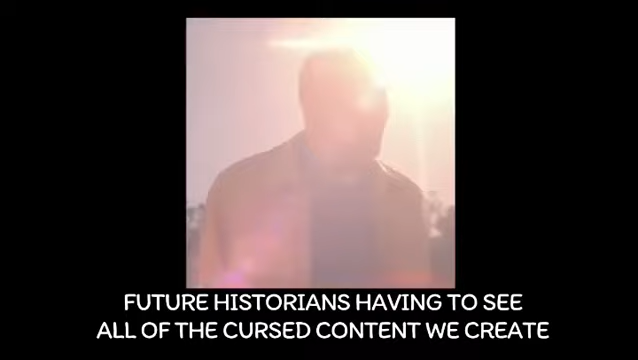 FUTURE HISTORIANS HAVING TO SEE
ALL OF THE CURSED CONTENT WE CREATE